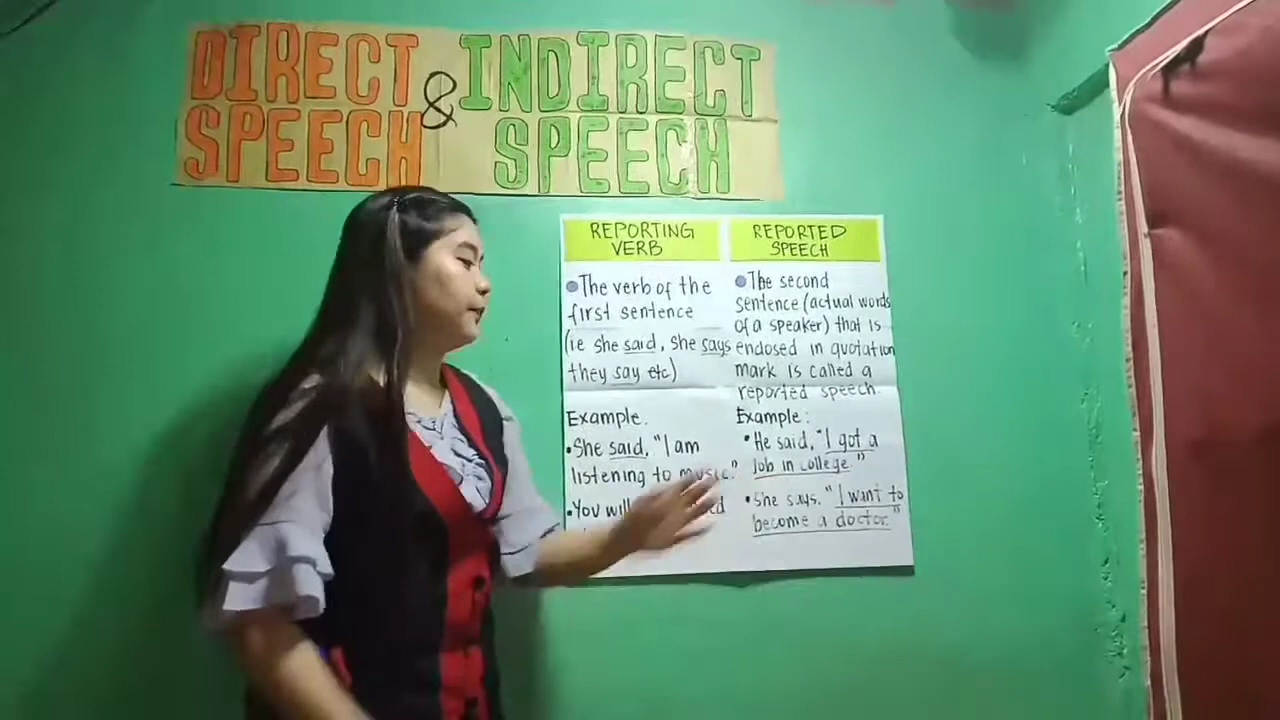 DIRECT
SPEECH
&
INDIRECT
SPEECH
REPORTING
VERB
The verb of the
first sentence
(ie she said, she says
they say etc)
Example.
She said, "I am
listening to music."
You will
REPORTED
SPEECH
The second
sentence (actual words
of a speaker) that is
endosed in quotation
mark is called a
reported speech.
Example:
He said, "I got a
job in college."
She says. "I want to
become a doctor."